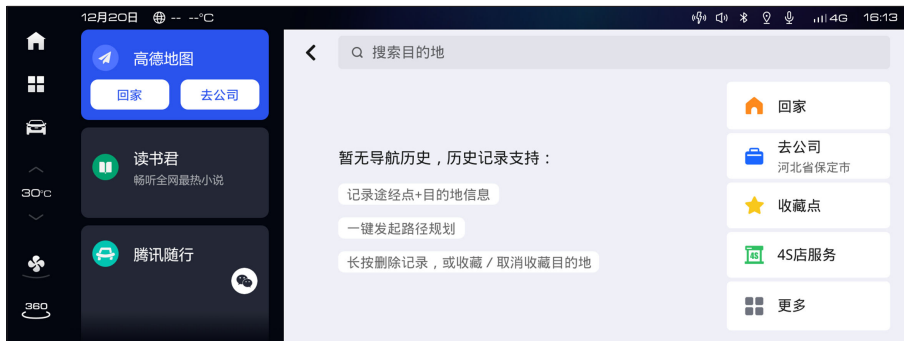 12月20日 -- --°C
4G 16:13
高德地图
回家 去公司
读书君
畅听全网最热小说
腾讯随行
30°C
360
搜索目的地
暂无导航历史，历史记录支持：
记录途经点+目的地信息
一键发起路径规划
长按删除记录，或收藏/取消收藏目的地
回家
去公司
河北省保定市
收藏点
4S
4S店服务
更多